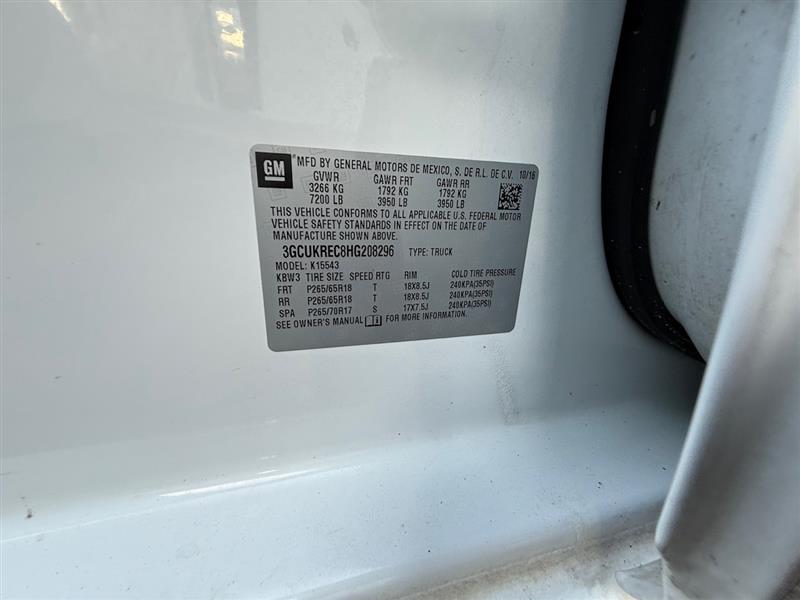 GM ® MFD BY GENERAL MOTORS DE MEXICO, S. DE R.L. DE C.V. 10/16
GVWR GAWR FRT GAWR RR
3266 KG 1792 KG 1792 KG
7200 LB 3950 LB 3950 LB
THIS VEHICLE CONFORMS TO ALL APPLICABLE U.S. FEDERAL MOTOR
VEHICLE SAFETY STANDARDS IN EFFECT ON THE DATE OF
MANUFACTURE SHOWN ABOVE.
3GCUKREC8HG208296 TYPE: TRUCK
MODEL: K15543
KBW3 TIRE SIZE SPEED RTG RIM COLD TIRE PRESSURE
FRT P265/65R18 T 18X8.5J 240KPA(35PSI)
RR P265/65R18 T 18X8.5J 240KPA(35PSI)
SPA P265/70R17 S 17X7.5J 240KPA(35PSI)
SEE OWNER'S MANUAL FOR MORE INFORMATION.